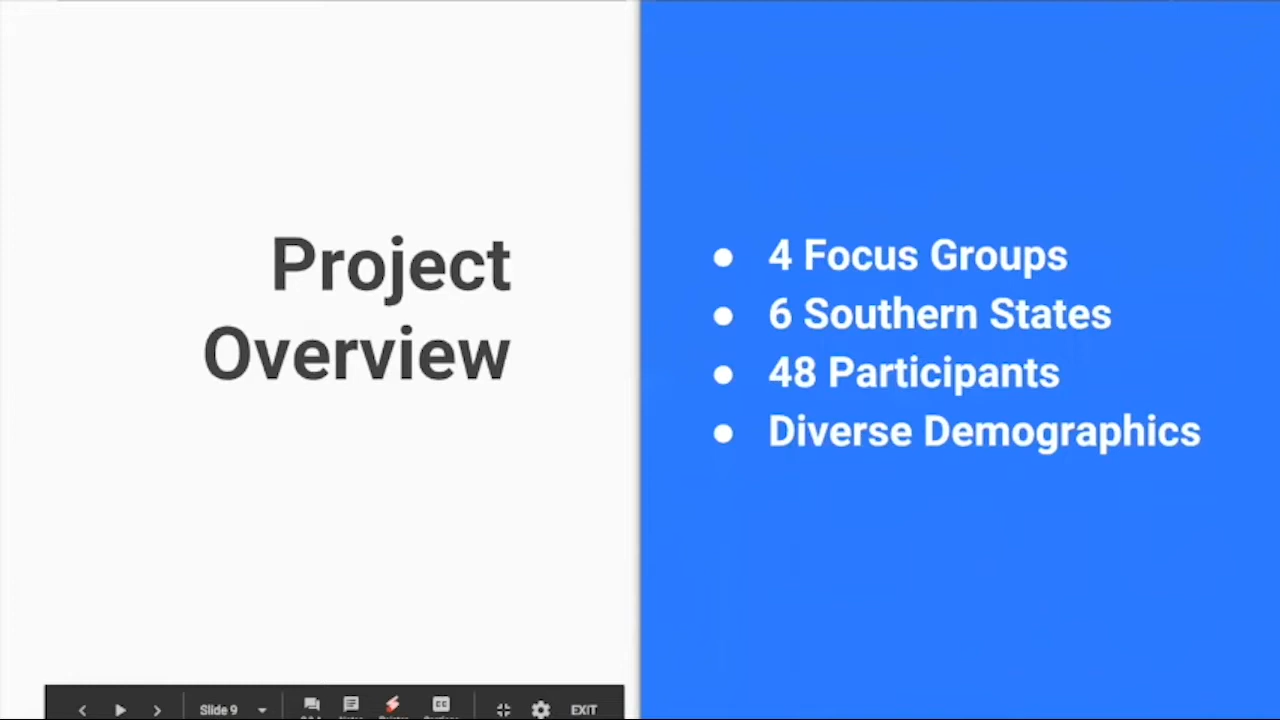 Project
Overview
● 4 Focus Groups
● 6 Southern States
● 48 Participants
● Diverse Demographics
Slide 9
EXIT